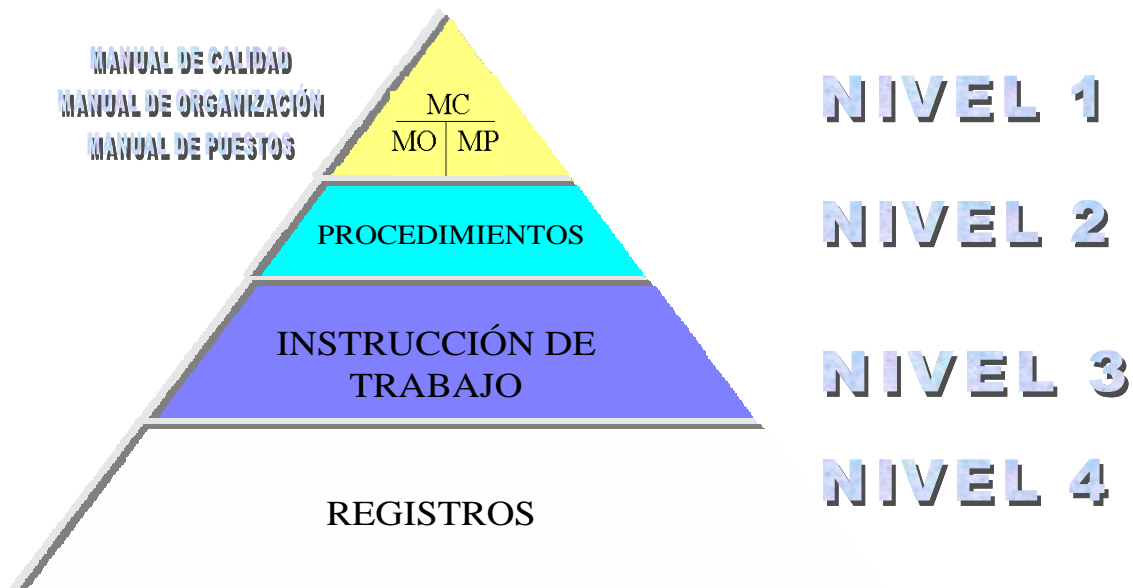 MANUAL DE CALIDAD
MANUAL DE ORGANIZACIÓN
MANUAL DE PUESTOS
MC
MO MP
NIVEL 1
PROCEDIMIENTOS
NIVEL 2
INSTRUCCIÓN DE
TRABAJO
NIVEL 3
REGISTROS
NIVEL 4